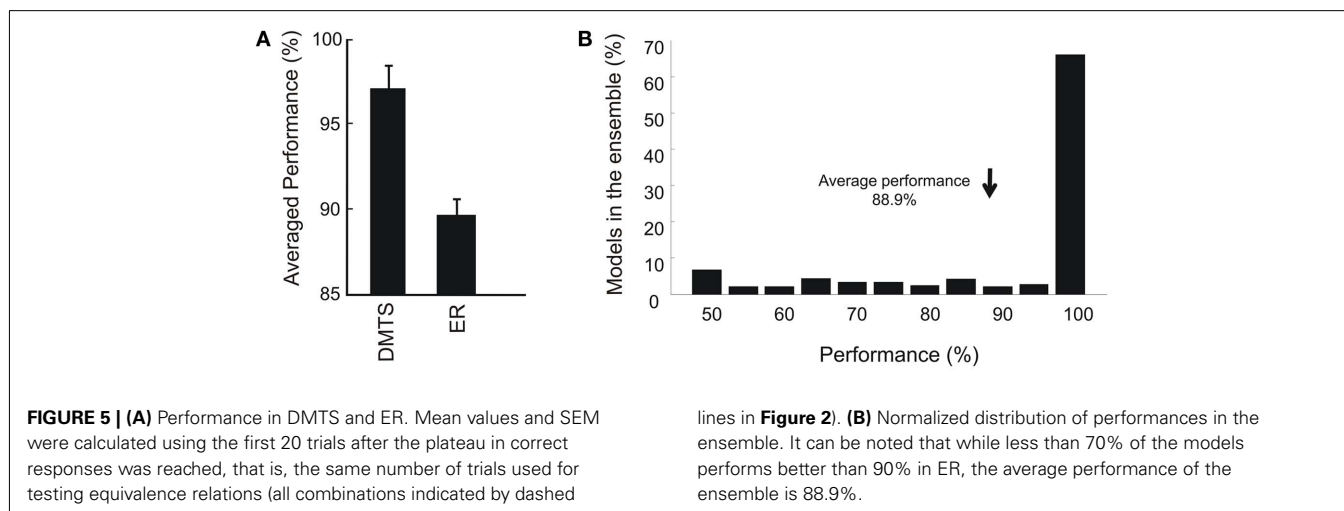 A
Averaged Performance (%)
100
95
90
85
DMTS
ER
B
Models in the ensemble (%)
70
60
50
40
30
20
10
0
Average performance
88.9%
50 60 70 80 90 100
Performance (%)
FIGURE 5 | (A) Performance in DMTS and ER. Mean values and SEM
were calculated using the first 20 trials after the plateau in correct
responses was reached, that is, the same number of trials used for
testing equivalence relations (all combinations indicated by dashed
lines in Figure 2). (B) Normalized distribution of performances in the
ensemble. It can be noted that while less than 70% of the models
performs better than 90% in ER, the average performance of the
ensemble is 88.9%.